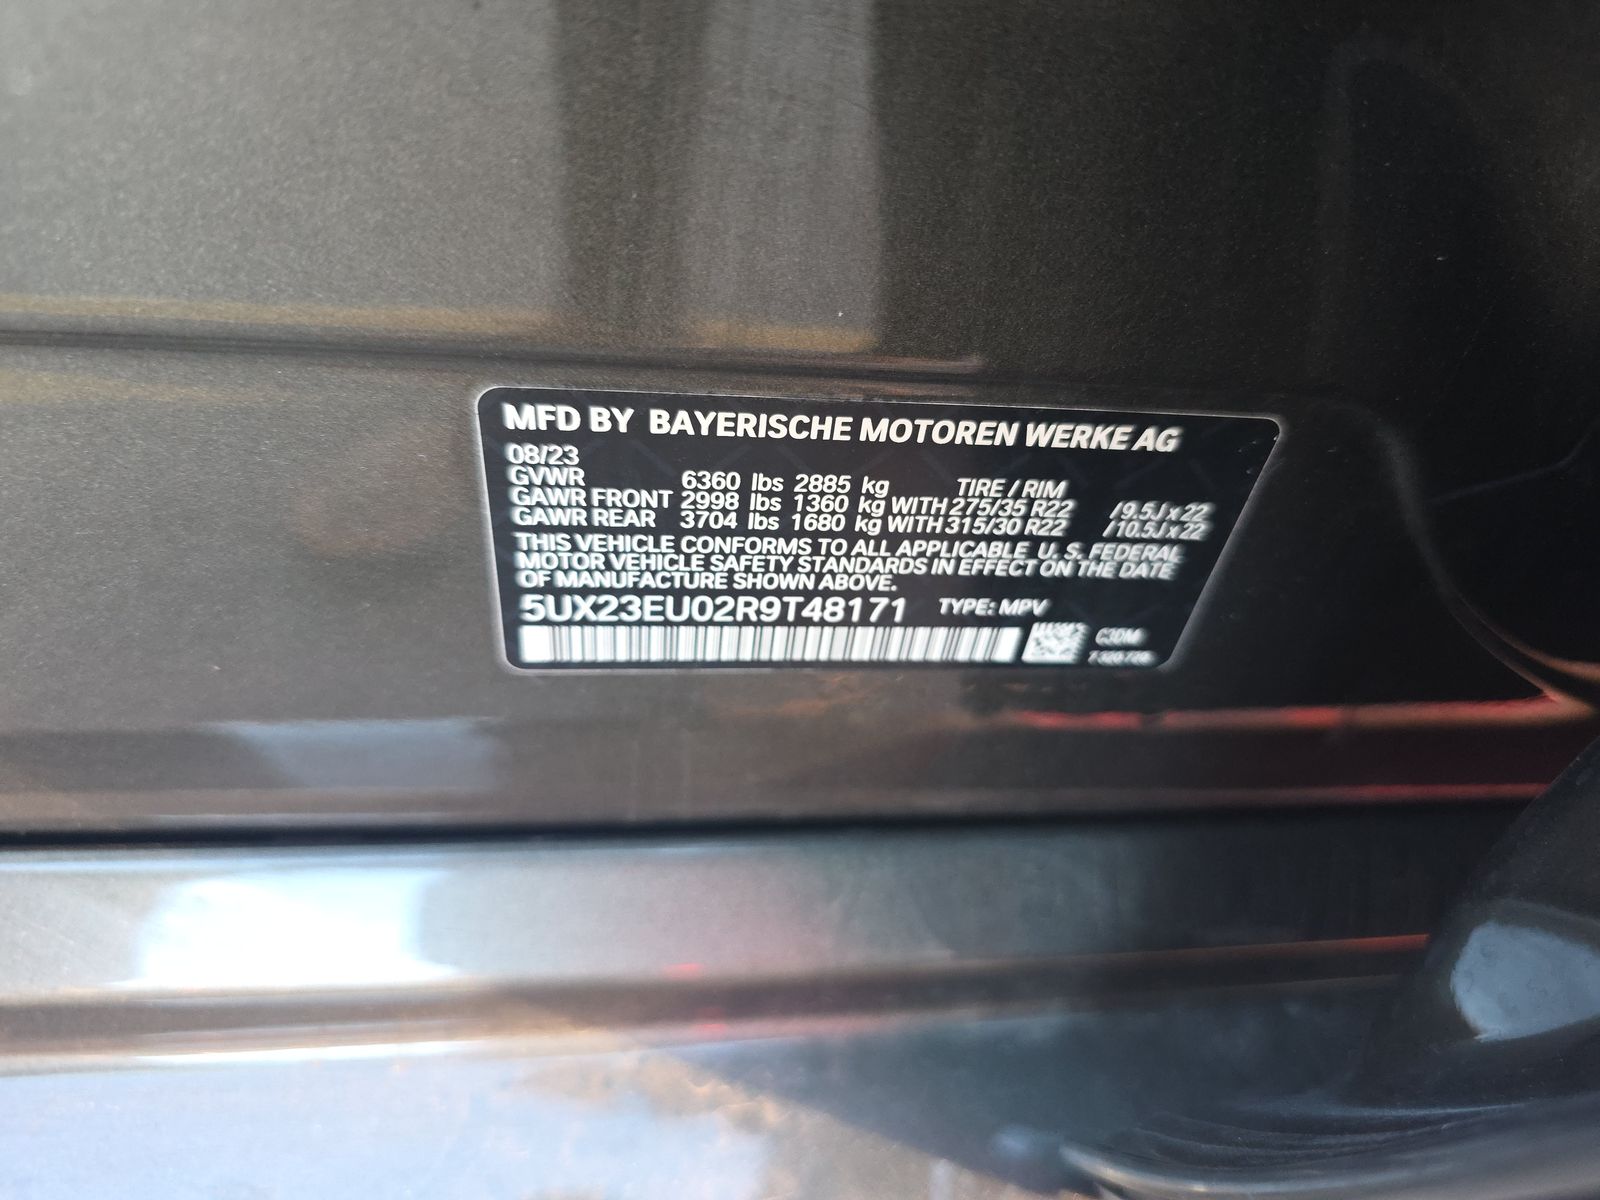 MFD BY BAYERISCHE MOTOREN WERKE AG
08/23
GVWR 6360 lbs 2885 kg TIRE / RIM
GAWR FRONT 2998 lbs 1360 kg WITH 275/35 R22 /9.5J x 22
GAWR REAR 3704 lbs 1680 kg WITH 315/30 R22 /10.5J x 22
THIS VEHICLE CONFORMS TO ALL APPLICABLE U. S. FEDERAL
MOTOR VEHICLE SAFETY STANDARDS IN EFFECT ON THE DATE
OF MANUFACTURE SHOWN ABOVE.
5UX23EU02R9T48171 TYPE: MPV
C3DM